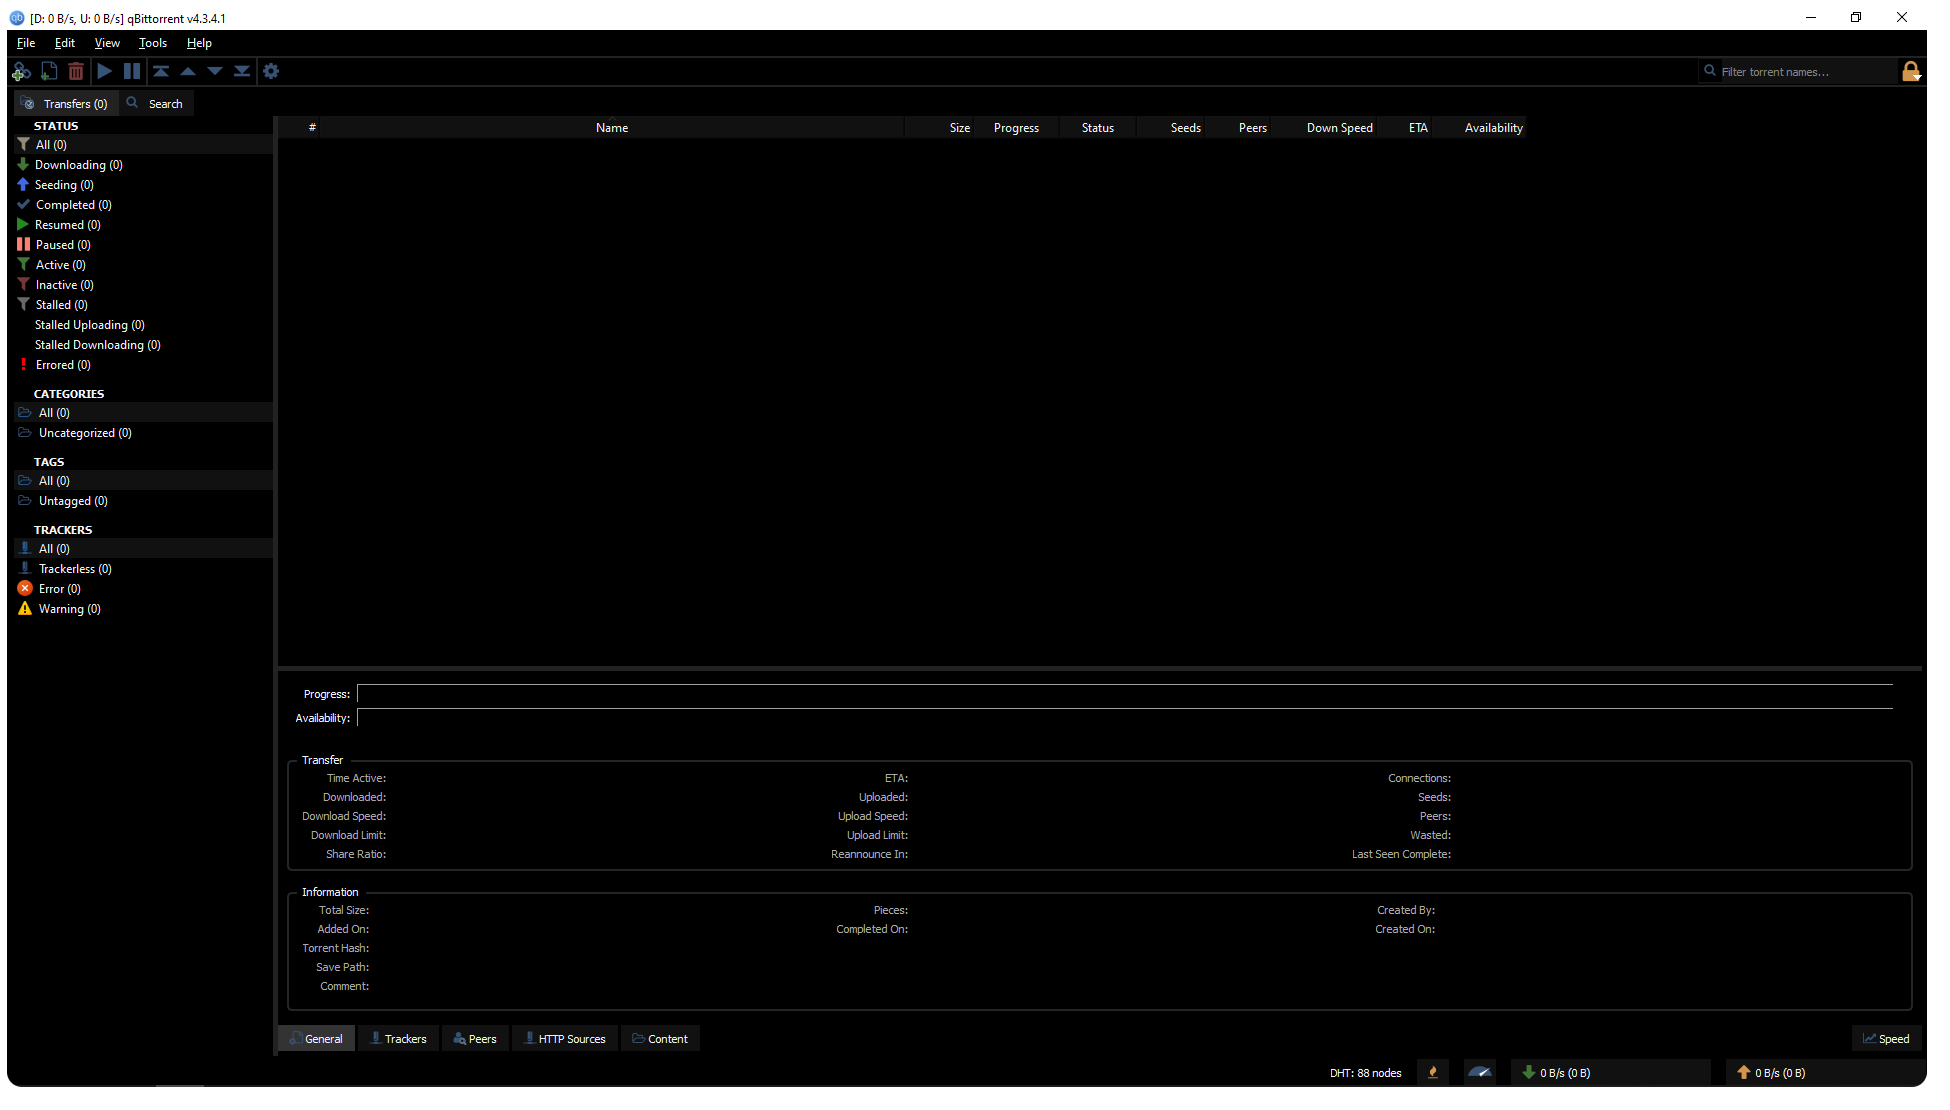 [D: 0 B/s, U: 0 B/s] qBittorrent v4.3.4.1
File Edit View Tools Help
Filter torrent names...
Transfers (0) Search
STATUS
All (0)
Downloading (0)
Seeding (0)
Completed (0)
Resumed (0)
Paused (0)
Active (0)
Inactive (0)
Stalled (0)
Stalled Uploading (0)
Stalled Downloading (0)
Errored (0)
CATEGORIES
All (0)
Uncategorized (0)
TAGS
All (0)
Untagged (0)
TRACKERS
All (0)
Trackerless (0)
Error (0)
Warning (0)
# Name Size Progress Status Seeds Peers Down Speed ETA Availability
Progress:
Availability:
Transfer
Time Active: ETA: Connections:
Downloaded: Uploaded: Seeds:
Download Speed: Upload Speed: Peers:
Download Limit: Upload Limit: Wasted:
Share Ratio: Reannounce In: Last Seen Complete:
Information
Total Size: Pieces: Created By:
Added On: Completed On: Created On:
Torrent Hash:
Save Path:
Comment:
General Trackers Peers HTTP Sources Content Speed
DHT: 88 nodes 0 B/s (0 B) 0 B/s (0 B)